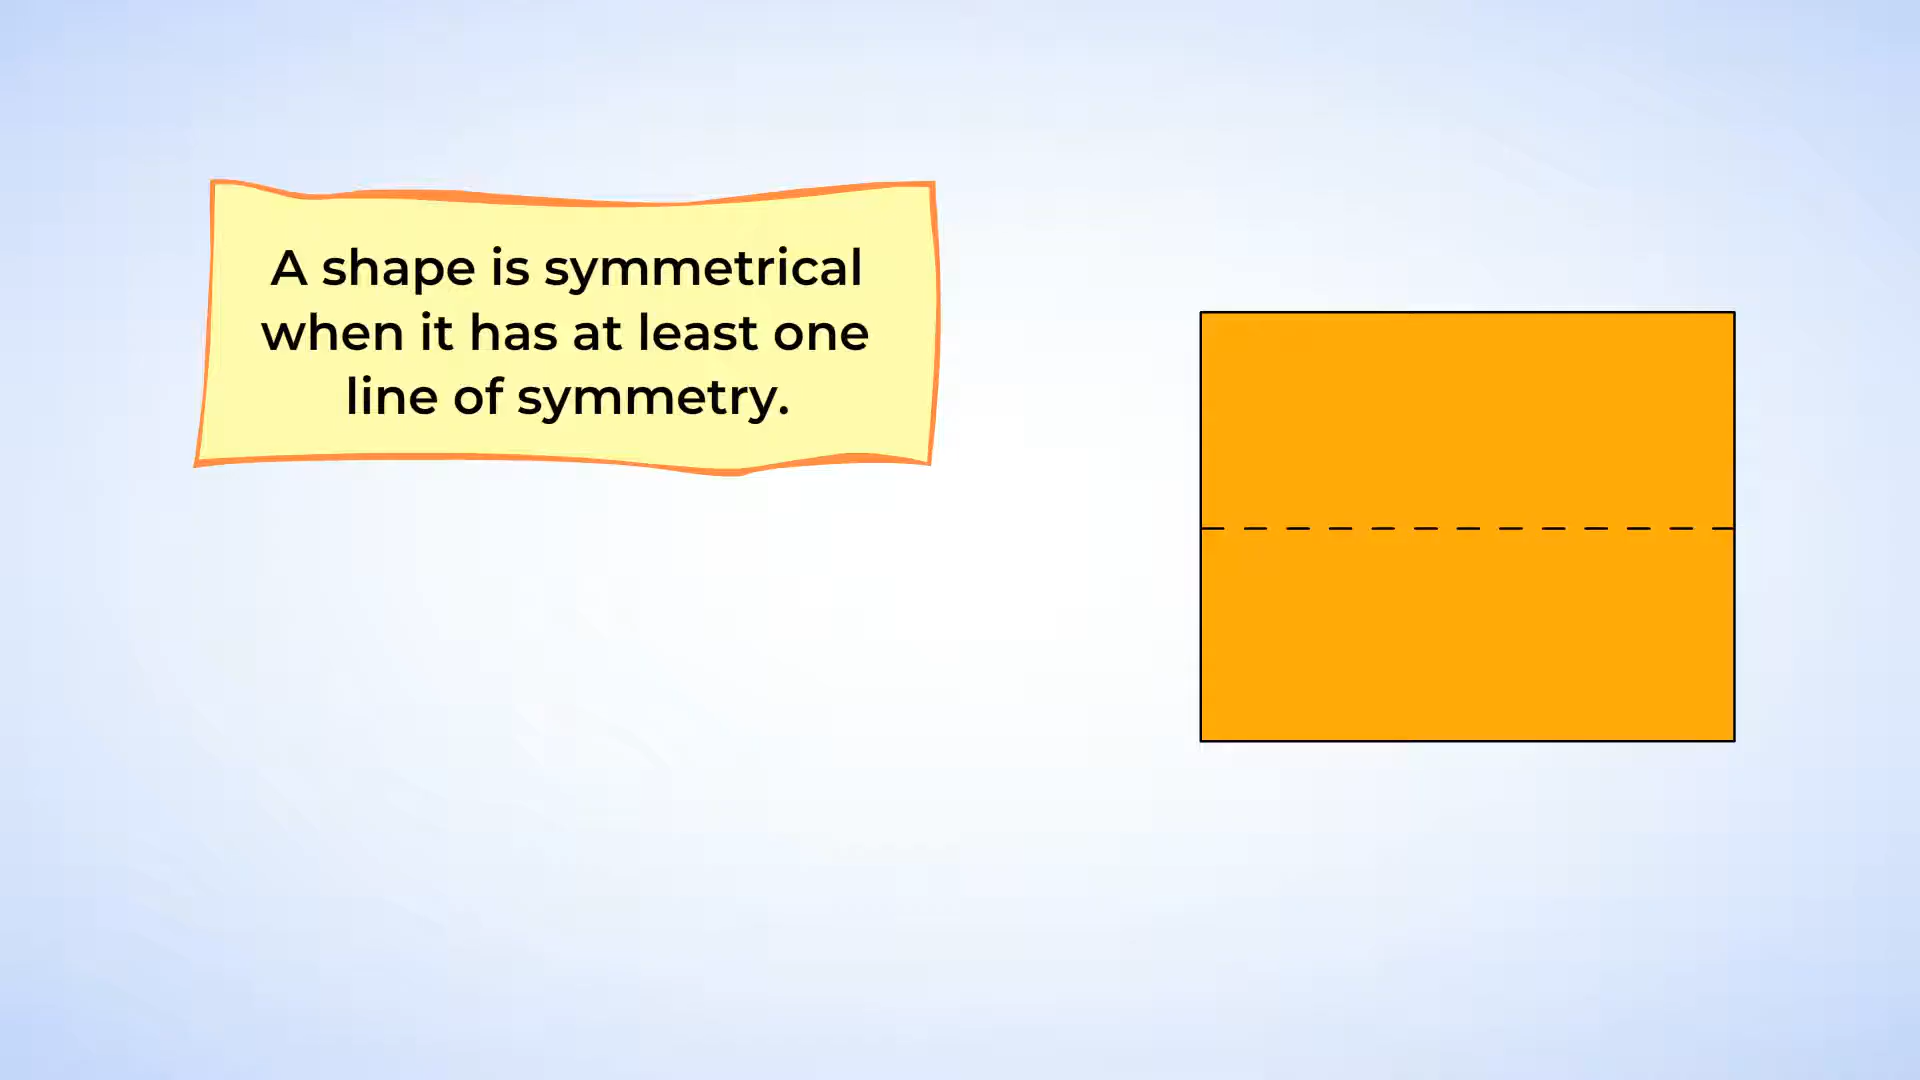 A shape is symmetrical
when it has at least one
line of symmetry.